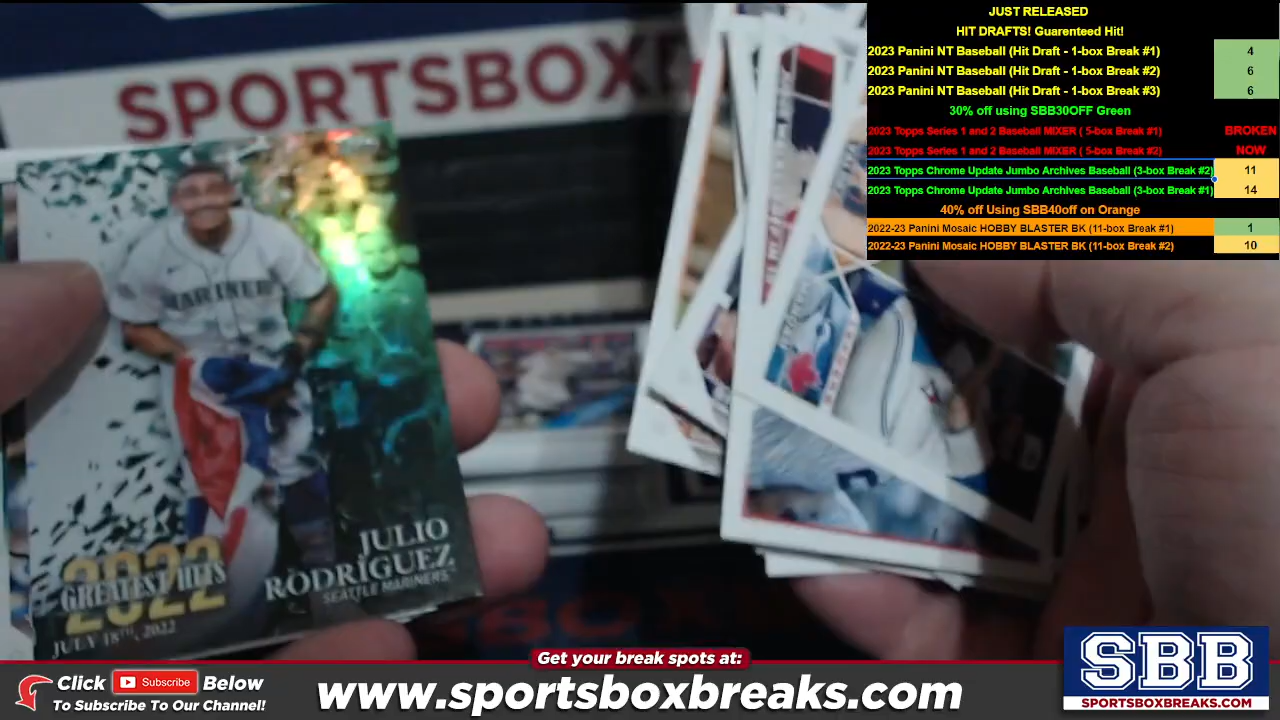 SPORTSBOX
JUST RELEASED
HIT DRAFTS! Guarenteed Hit!
2023 Panini NT Baseball (Hit Draft - 1-box Break #1) 4
2023 Panini NT Baseball (Hit Draft - 1-box Break #2) 6
2023 Panini NT Baseball (Hit Draft - 1-box Break #3) 6
30% off using SBB30OFF Green
2023 Topps Series 1 and 2 Baseball MIXER ( 5-box Break #1) BROKEN
2023 Topps Series 1 and 2 Baseball MIXER ( 5-box Break #2) NOW
2023 Topps Chrome Update Jumbo Archives Baseball (3-box Break #2) 11
2023 Topps Chrome Update Jumbo Archives Baseball (3-box Break #1) 14
40% off Using SBB40off on Orange
2022-23 Panini Mosaic HOBBY BLASTER BK (11-box Break #1) 1
2022-23 Panini Mosaic HOBBY BLASTER BK (11-box Break #2) 10
MARINERS
2022
GREATEST HITS
JULY 18TH, 2022
JULIO
RODRÍGUEZ
SEATTLE MARINERS
Get your break spots at:
Click Subscribe Below
To Subscribe To Our Channel!
www.sportsboxbreaks.com
SBB
SPORTSBOXBREAKS.COM